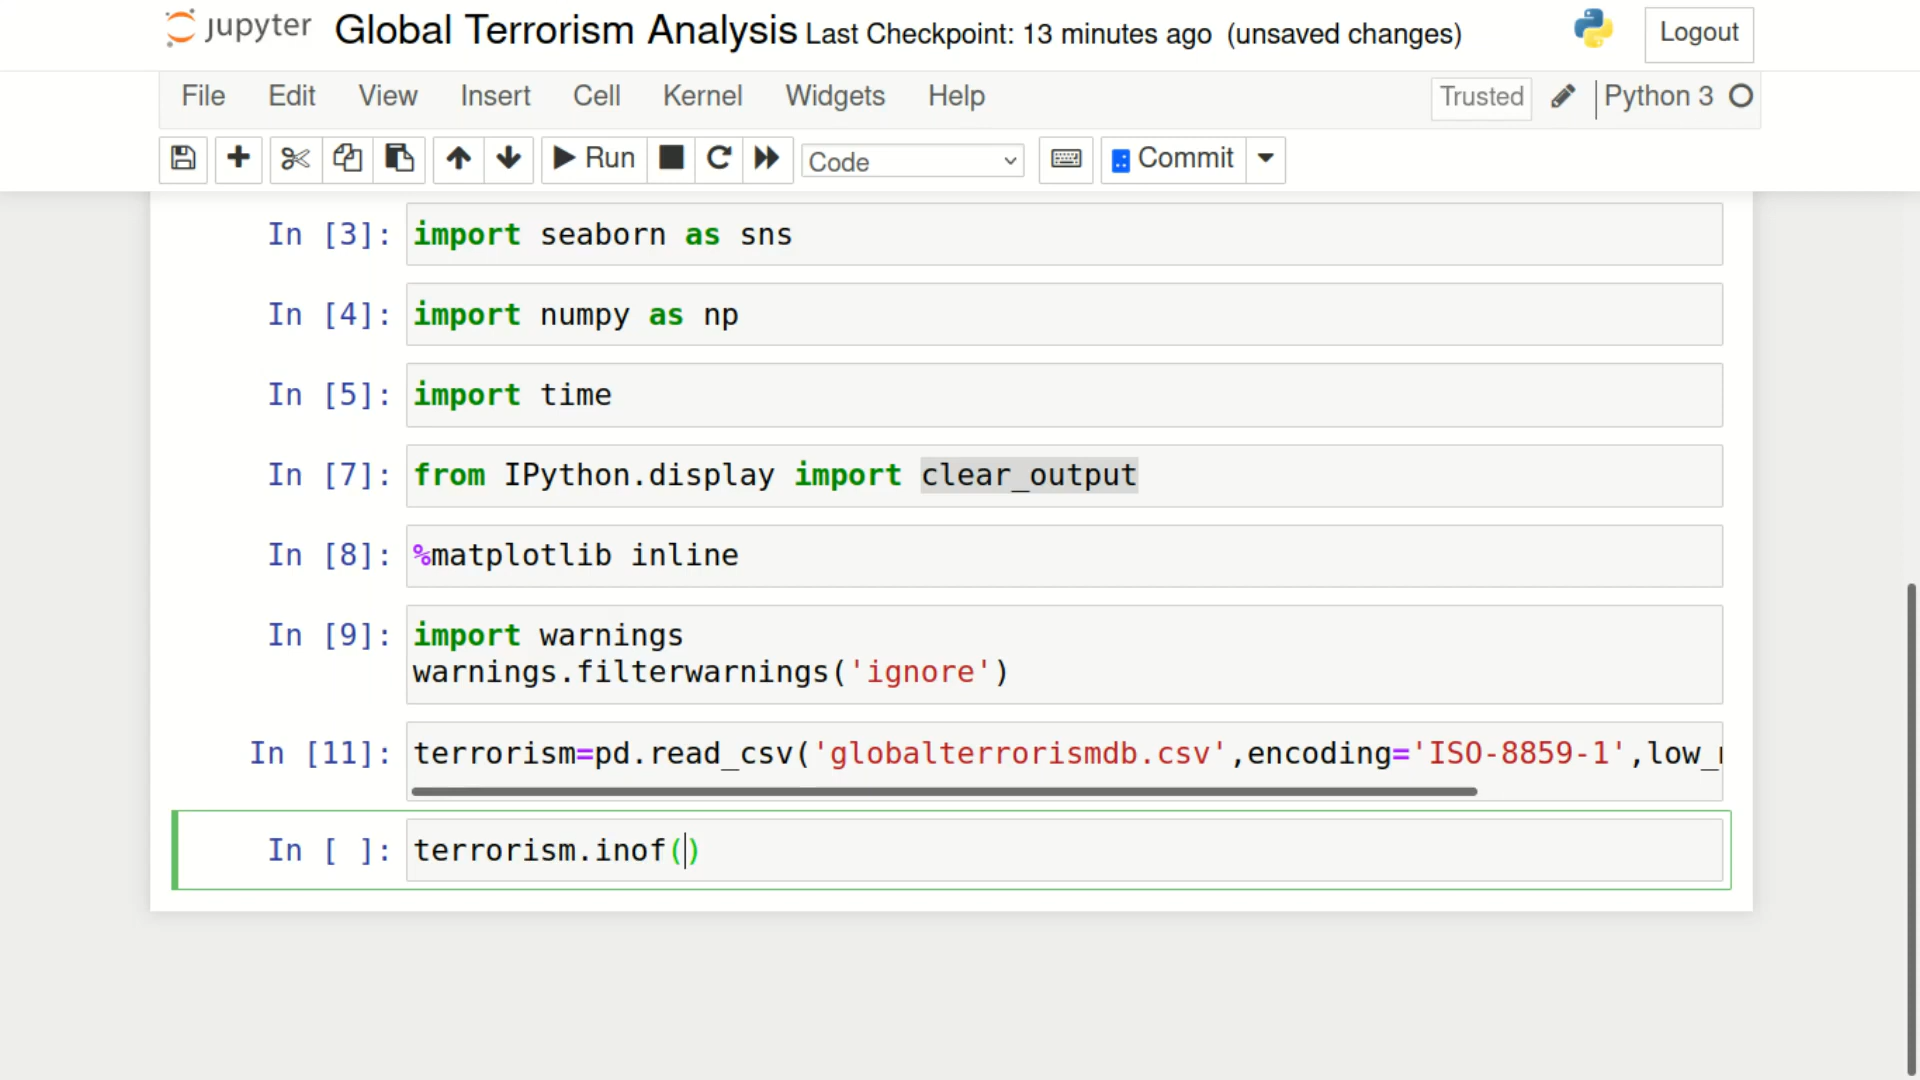 jupyter Global Terrorism Analysis Last Checkpoint: 13 minutes ago (unsaved changes) Logout
File Edit View Insert Cell Kernel Widgets Help Trusted Python 3
Run Code Commit
In [3]: import seaborn as sns
In [4]: import numpy as np
In [5]: import time
In [7]: from IPython.display import clear_output
In [8]: %matplotlib inline
In [9]: import warnings
warnings.filterwarnings('ignore')
In [11]: terrorism=pd.read_csv('globalterrorismdb.csv',encoding='ISO-8859-1',low_
In [ ]: terrorism.inof()